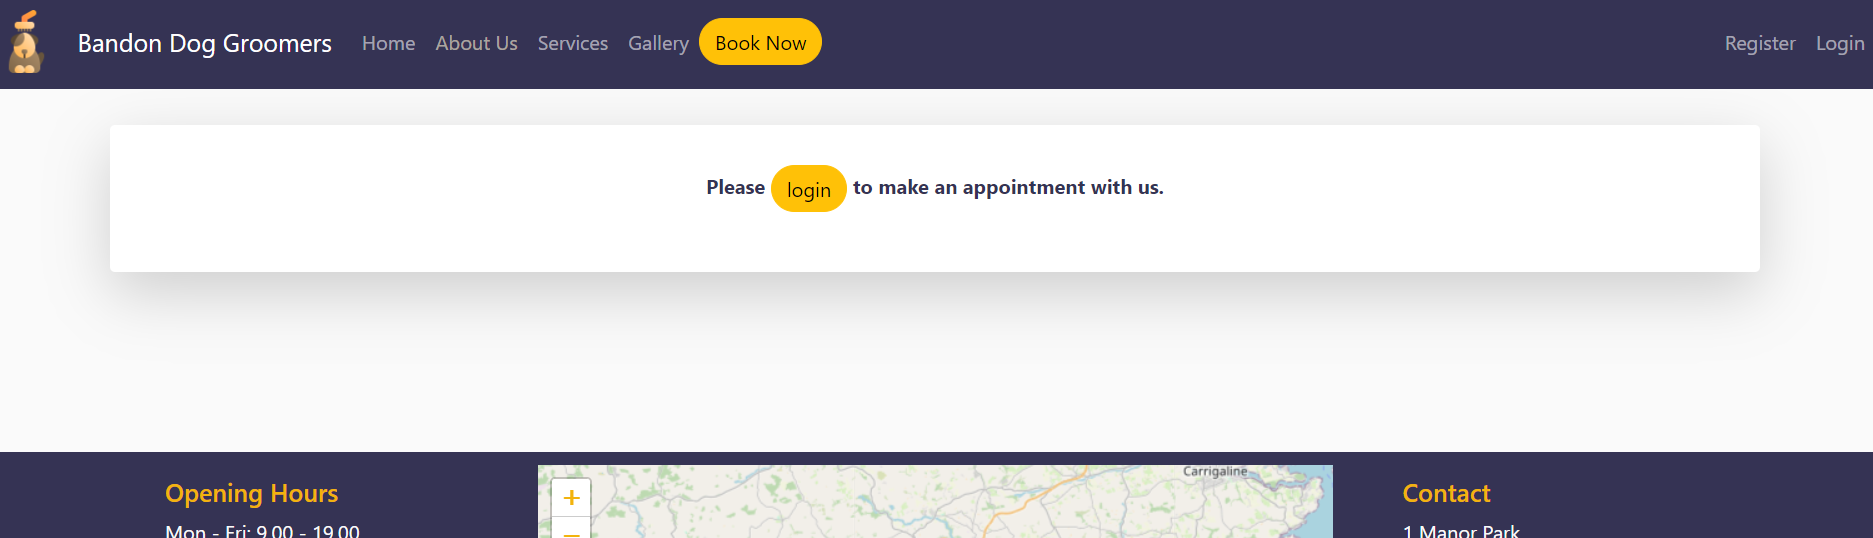 Bandon Dog Groomers Home About Us Services Gallery Book Now Register Login
Please login to make an appointment with us.
Opening Hours
Mon - Fri: 9.00 - 19.00
Carrigaline
+
−
Contact
1 Manor Park